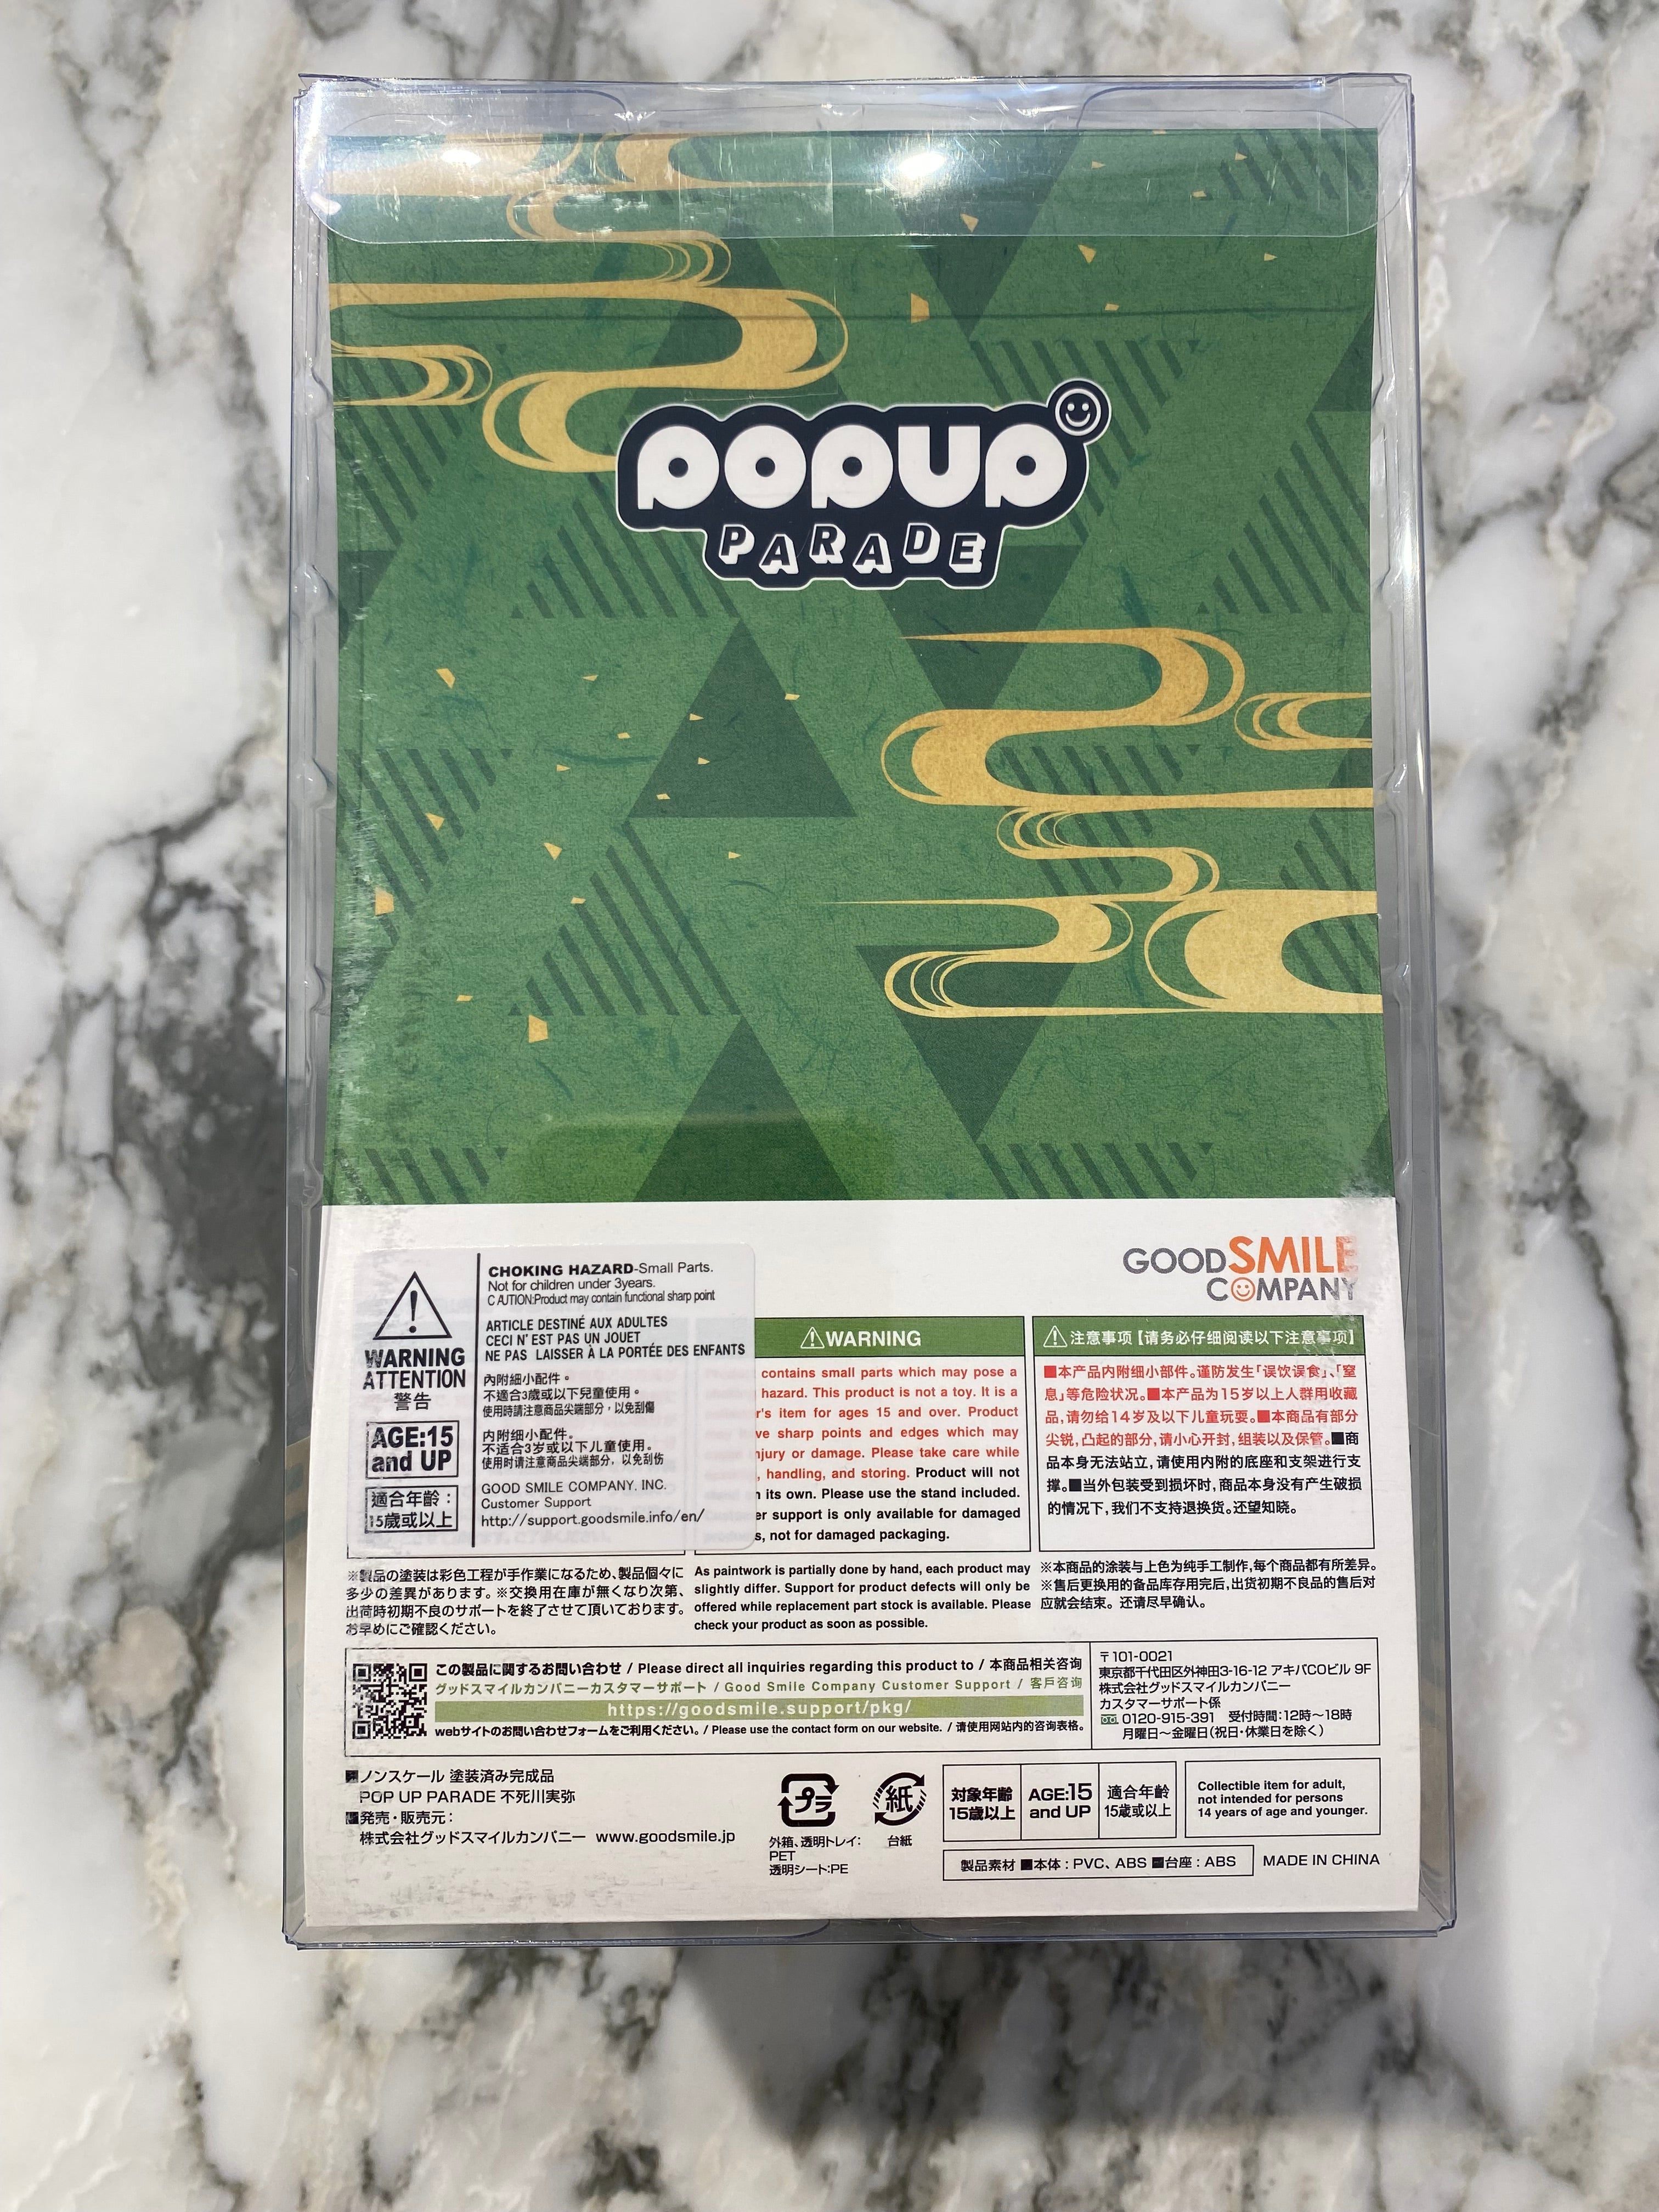 POPUP
PARADE
GOODSMILE
COMPANY
WARNING
ATTENTION
警告
AGE:15
and UP
適合年齡：
15歲或以上
CHOKING HAZARD-Small Parts.
Not for children under 3years.
C AUTION:Product may contain functional sharp point
ARTICLE DESTINÉ AUX ADULTES
CECI N'EST PAS UN JOUET
NE PAS LAISSER À LA PORTÉE DES ENFANTS
內附細小配件。
不適合3歲或以下兒童使用。
使用時請注意商品尖端部分，以免刮傷
内附细小配件。
不适合3岁或以下儿童使用。
使用时请注意商品尖端部分，以免刮伤
GOOD SMILE COMPANY. INC.
Customer Support
http://support.goodsmile.info/en/
WARNING
contains small parts which may pose a
hazard. This product is not a toy. It is a
r's item for ages 15 and over. Product
ve sharp points and edges which may
njury or damage. Please take care while
, handling, and storing. Product will not
its own. Please use the stand included.
er support is only available for damaged
s, not for damaged packaging.
注意事项【请务必仔细阅读以下注意事项】
■本产品内附细小部件。谨防发生「误饮误食」、「窒
息」等危险状况。■本产品为15岁以上人群用收藏
品,请勿给14岁及以下儿童玩耍。■本商品有部分
尖锐,凸起的部分,请小心开封,组装以及保管。■商
品本身无法站立,请使用内附的底座和支架进行支
撑。■当外包装受到损坏时,商品本身没有产生破损
的情况下,我们不支持退换货。还望知晓。
※製品の塗装は彩色工程が手作業になるため、製品個々に
多少の差異があります。※交換用在庫が無くなり次第、
出荷時初期不良のサポートを終了させて頂いております。
お早めにご確認ください。
As paintwork is partially done by hand, each product may
slightly differ. Support for product defects will only be
offered while replacement part stock is available. Please
check your product as soon as possible.
※本商品的涂装与上色为纯手工制作,每个商品都有所差异。
※售后更换用的备品库存用完后,出货初期不良品的售后对
应就会结束。还请尽早确认。
この製品に関するお問い合わせ / Please direct all inquiries regarding this product to / 本商品相关咨询
グッドスマイルカンパニーカスタマーサポート / Good Smile Company Customer Support / 客戶咨询
https://goodsmile.support/pkg/
webサイトのお問い合わせフォームをご利用ください。/ Please use the contact form on our website. / 请使用网站内的咨询表格。
〒101-0021
東京都千代田区外神田3-16-12 アキバCOビル 9F
株式会社グッドスマイルカンパニー
カスタマーサポート係
0120-915-391 受付時間:12時～18時
月曜日～金曜日(祝日・休業日を除く)
■ノンスケール 塗装済み完成品
POP UP PARADE 不死川実弥
■発売・販売元：
株式会社グッドスマイルカンパニー www.goodsmile.jp
プラ
外箱、透明トレイ：
PET
透明シート:PE
紙
台紙
対象年齢
15歳以上
AGE:15
and UP
適合年齡
15歲或以上
Collectible item for adult,
not intended for persons
14 years of age and younger.
製品素材 ■本体：PVC、ABS ■台座：ABS
MADE IN CHINA